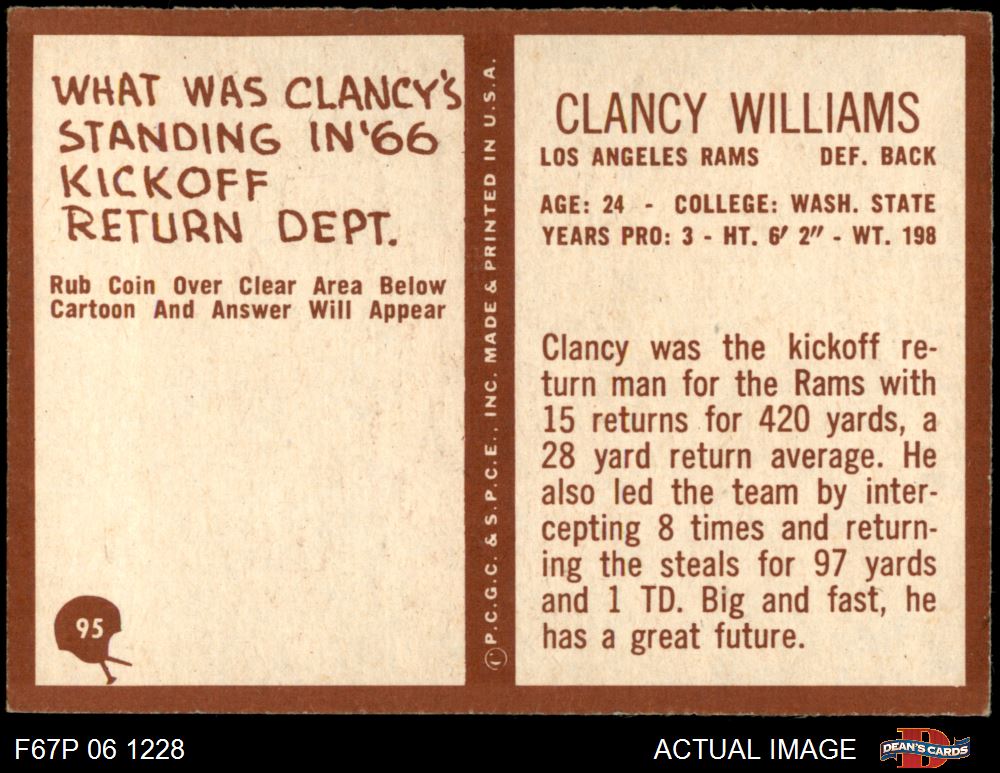 WHAT WAS CLANCY'S
STANDING IN '66
KICKOFF
RETURN DEPT.
Rub Coin Over Clear Area Below
Cartoon And Answer Will Appear
95
© P.C.G.C. & S.P.C.E., INC. MADE & PRINTED IN U.S.A.
CLANCY WILLIAMS
LOS ANGELES RAMS DEF. BACK
AGE: 24 - COLLEGE: WASH. STATE
YEARS PRO: 3 - HT. 6' 2" - WT. 198
Clancy was the kickoff re-
turn man for the Rams with
15 returns for 420 yards, a
28 yard return average. He
also led the team by inter-
cepting 8 times and return-
ing the steals for 97 yards
and 1 TD. Big and fast, he
has a great future.
F67P 06 1228
ACTUAL IMAGE
DEAN'S CARDS